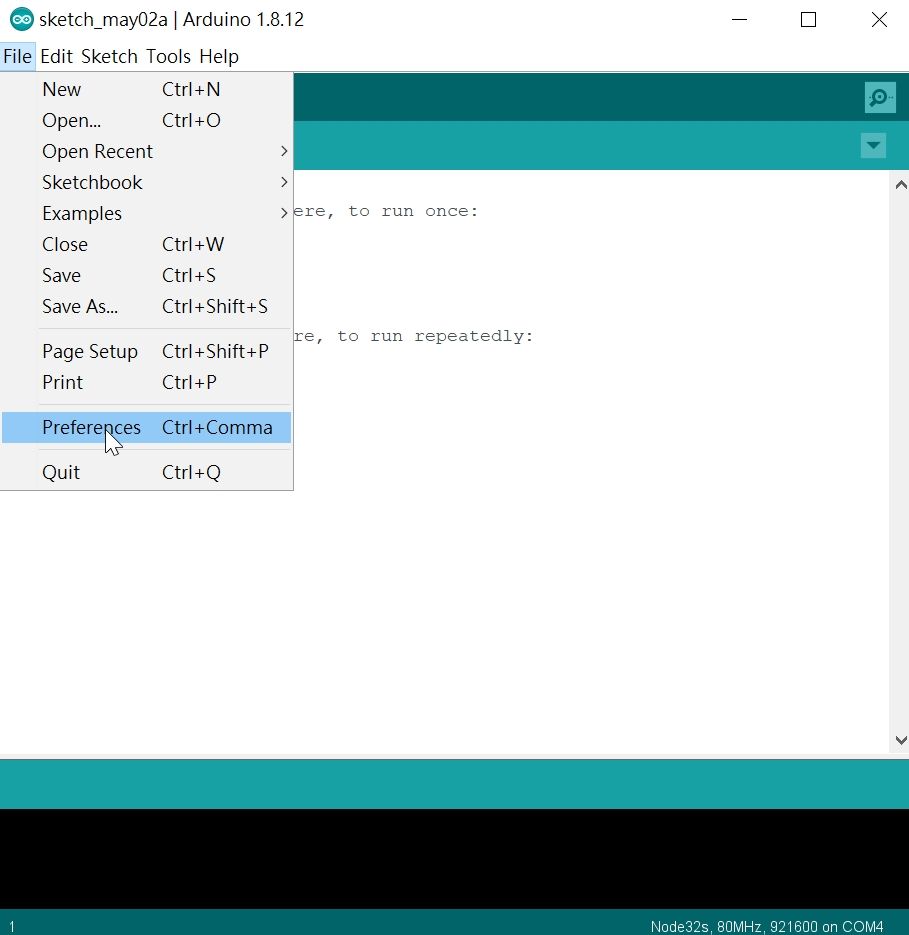 sketch_may02a | Arduino 1.8.12
File Edit Sketch Tools Help
New Ctrl+N
Open... Ctrl+O
Open Recent
Sketchbook
Examples
ere, to run once:
Close Ctrl+W
Save Ctrl+S
Save As... Ctrl+Shift+S
re, to run repeatedly:
Page Setup Ctrl+Shift+P
Print Ctrl+P
Preferences Ctrl+Comma
Quit Ctrl+Q
1 Node32s, 80MHz, 921600 on COM4